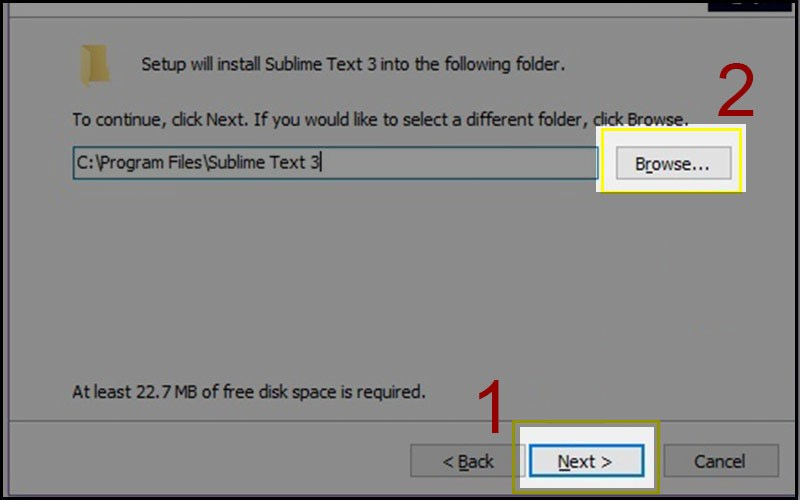 Setup will install Sublime Text 3 into the following folder.
To continue, click Next. If you would like to select a different folder, click Browse.
2
C:\Program Files\Sublime Text 3
Browse...
At least 22.7 MB of free disk space is required.
1
< Back
Next >
Cancel